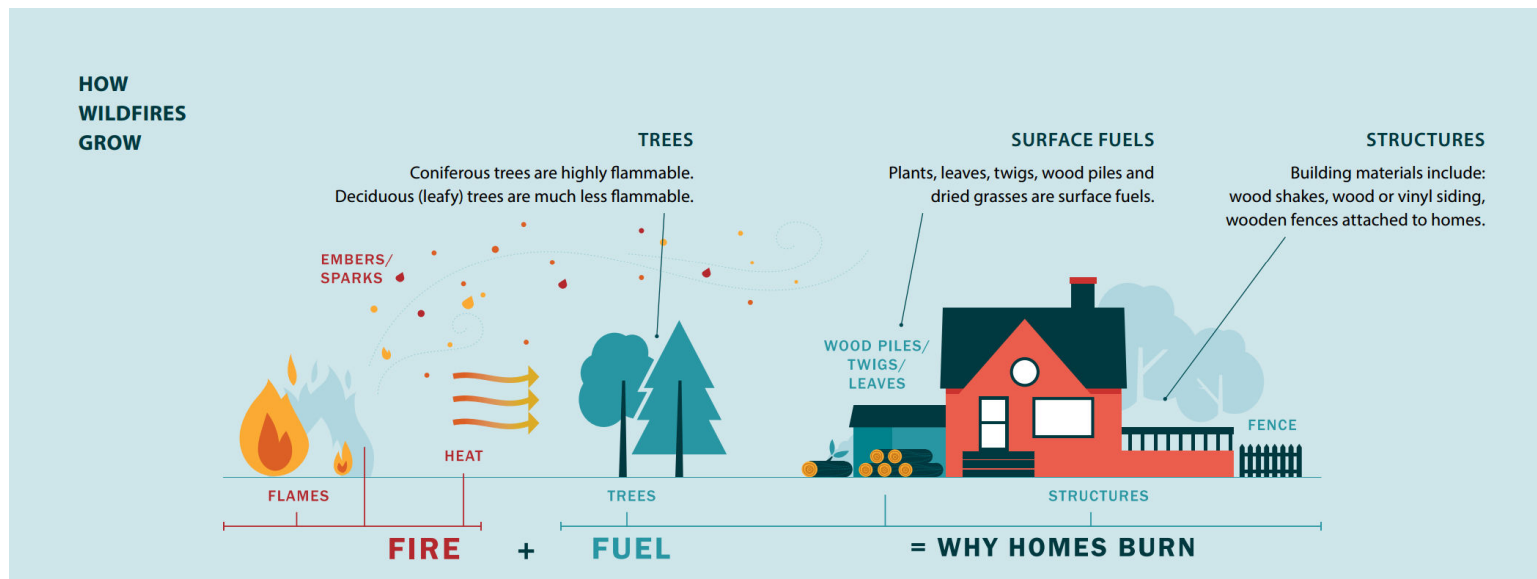 HOW
WILDFIRES
GROW
TREES
Coniferous trees are highly flammable.
Deciduous (leafy) trees are much less flammable.
SURFACE FUELS
Plants, leaves, twigs, wood piles and
dried grasses are surface fuels.
STRUCTURES
Building materials include:
wood shakes, wood or vinyl siding,
wooden fences attached to homes.
EMBERS/
SPARKS
HEAT
WOOD PILES/
TWIGS/
LEAVES
FENCE
FLAMES
TREES
STRUCTURES
FIRE + FUEL = WHY HOMES BURN